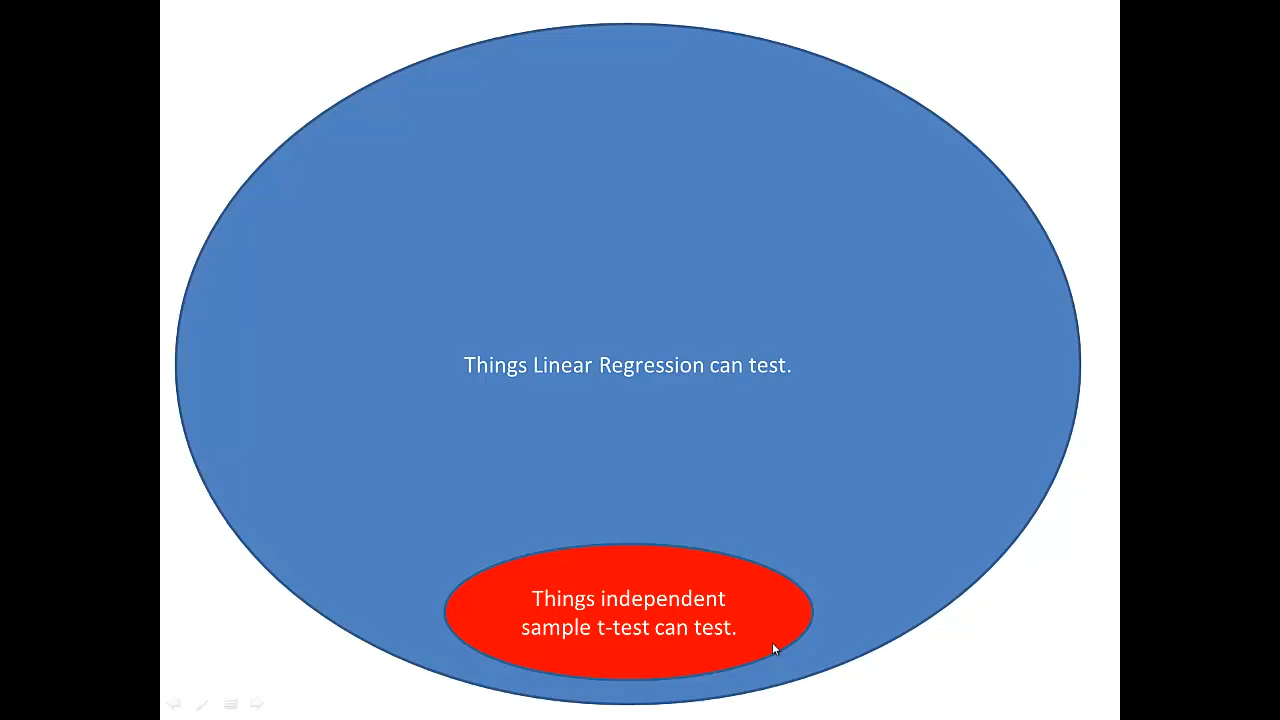 Things Linear Regression can test.
Things independent
sample t-test can test.